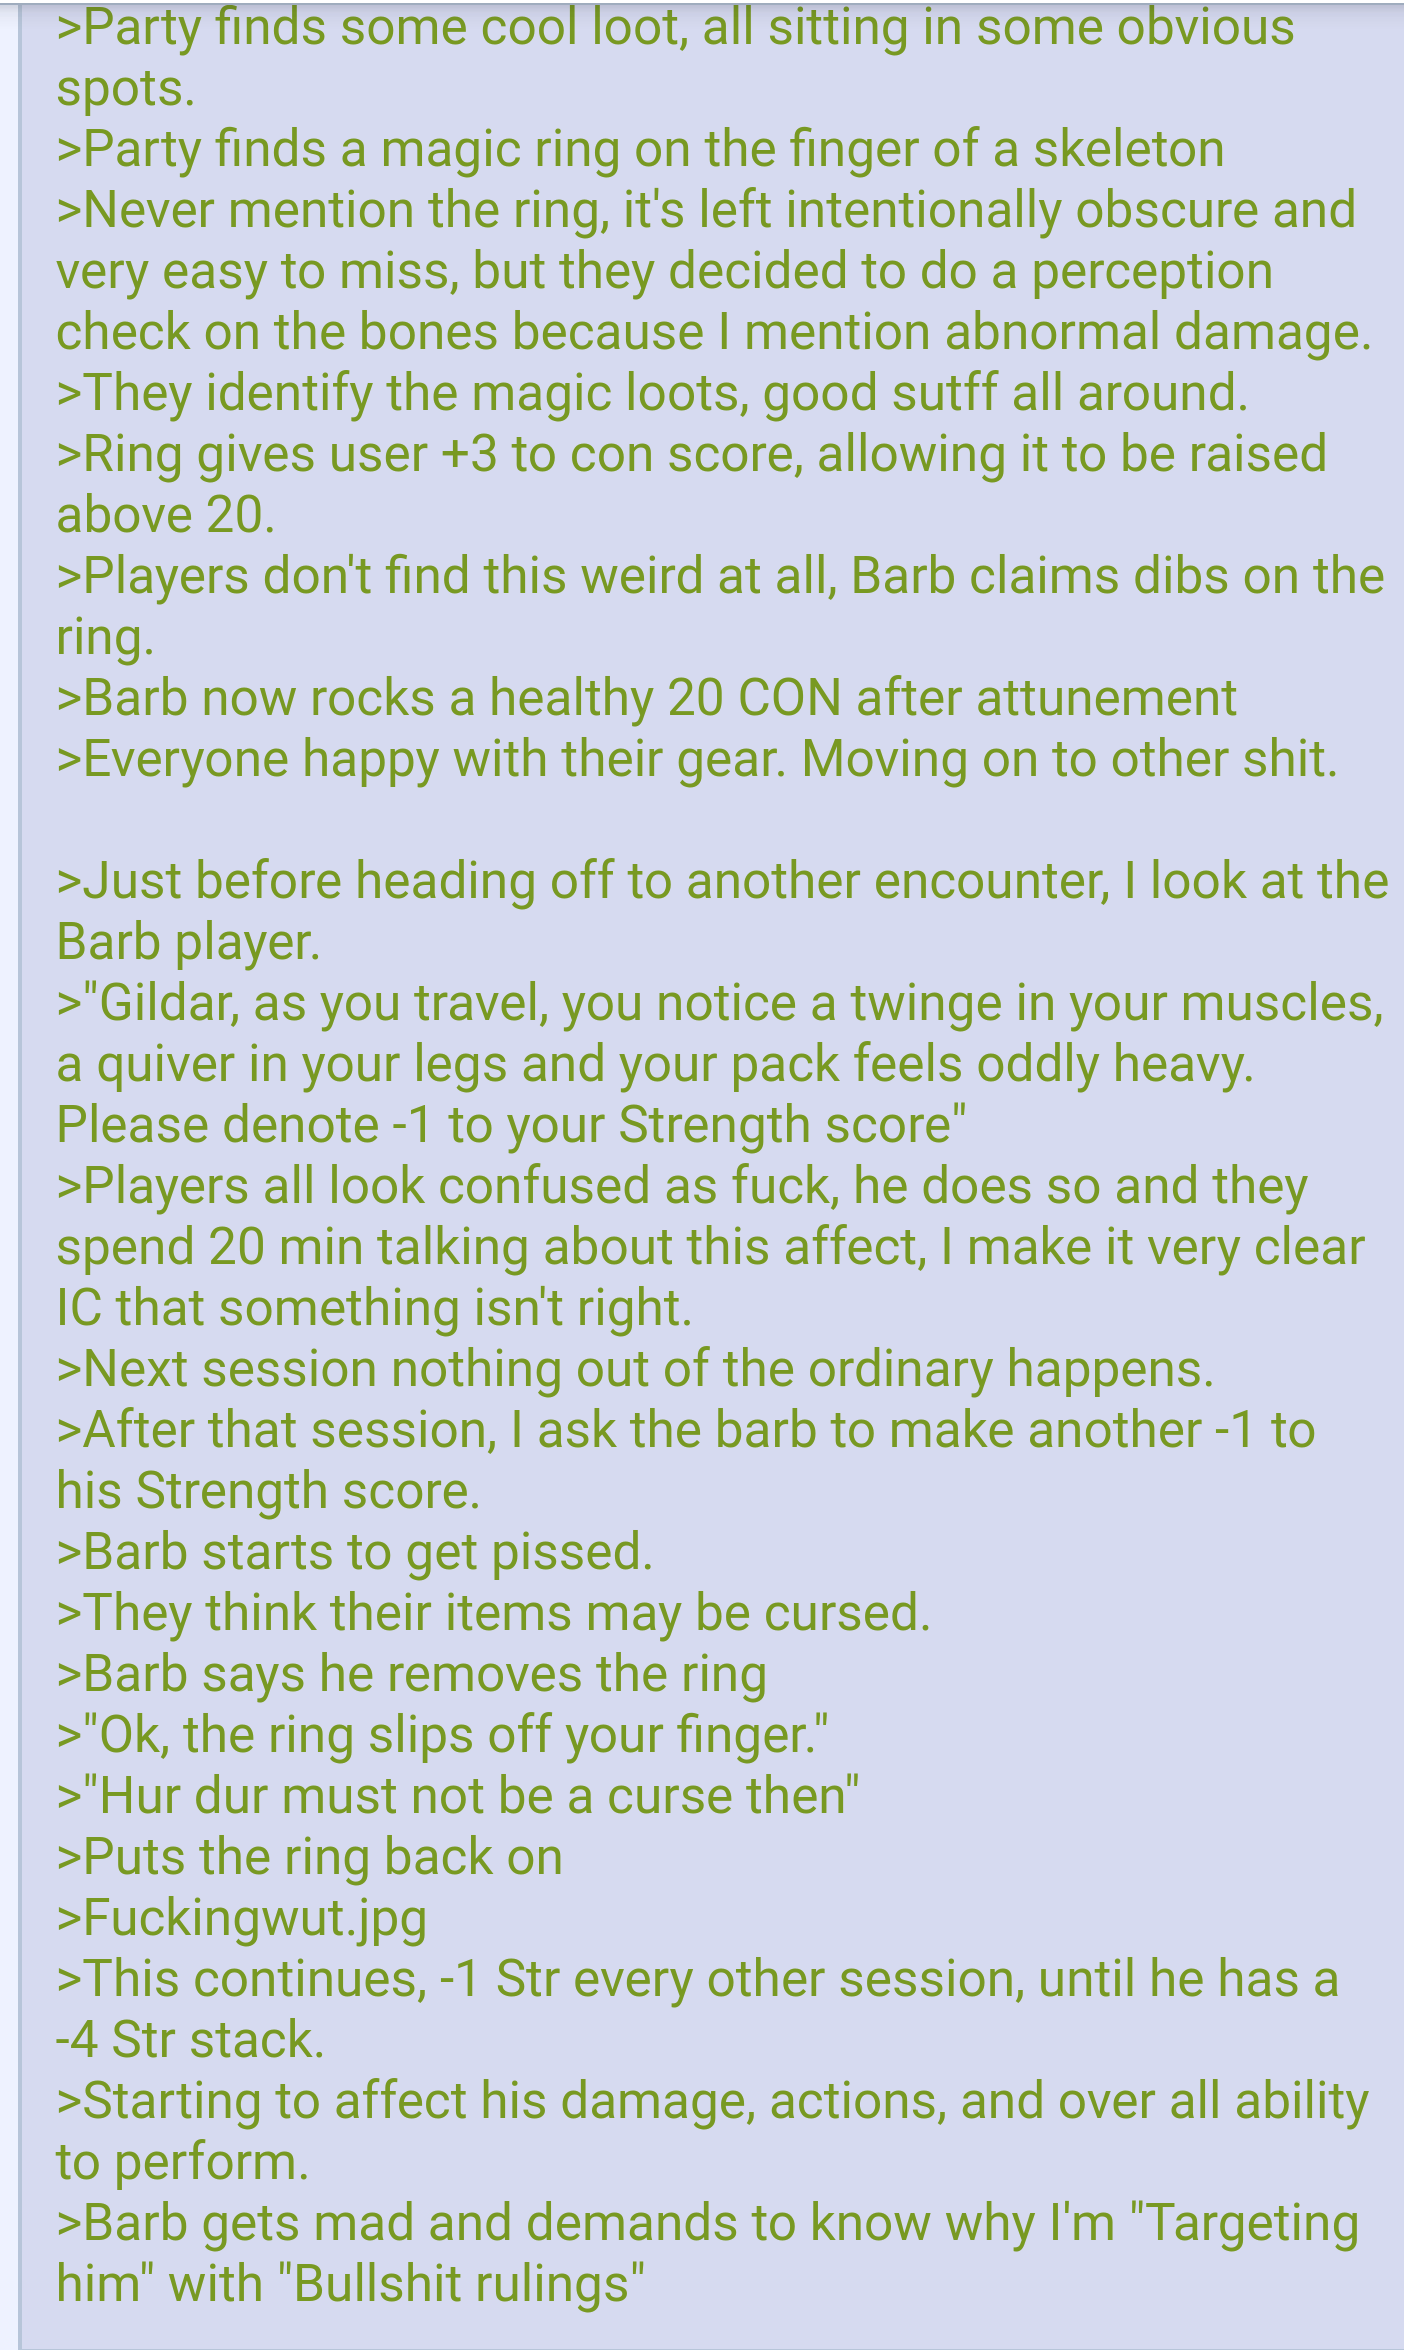 >Party finds some cool loot, all sitting in some obvious
spots.
>Party finds a magic ring on the finger of a skeleton
>Never mention the ring, it's left intentionally obscure and
very easy to miss, but they decided to do a perception
check on the bones because I mention abnormal damage.
>They identify the magic loots, good sutff all around.
>Ring gives user +3 to con score, allowing it to be raised
above 20.
>Players don't find this weird at all, Barb claims dibs on the
ring.
>Barb now rocks a healthy 20 CON after attunement
>Everyone happy with their gear. Moving on to other shit.

>Just before heading off to another encounter, I look at the
Barb player.
>"Gildar, as you travel, you notice a twinge in your muscles,
a quiver in your legs and your pack feels oddly heavy.
Please denote -1 to your Strength score"
>Players all look confused as fuck, he does so and they
spend 20 min talking about this affect, I make it very clear
IC that something isn't right.
>Next session nothing out of the ordinary happens.
>After that session, I ask the barb to make another -1 to
his Strength score.
>Barb starts to get pissed.
>They think their items may be cursed.
>Barb says he removes the ring
>"Ok, the ring slips off your finger."
>"Hur dur must not be a curse then"
>Puts the ring back on
>Fuckingwut.jpg
>This continues, -1 Str every other session, until he has a
-4 Str stack.
>Starting to affect his damage, actions, and over all ability
to perform.
>Barb gets mad and demands to know why I'm "Targeting
him" with "Bullshit rulings"